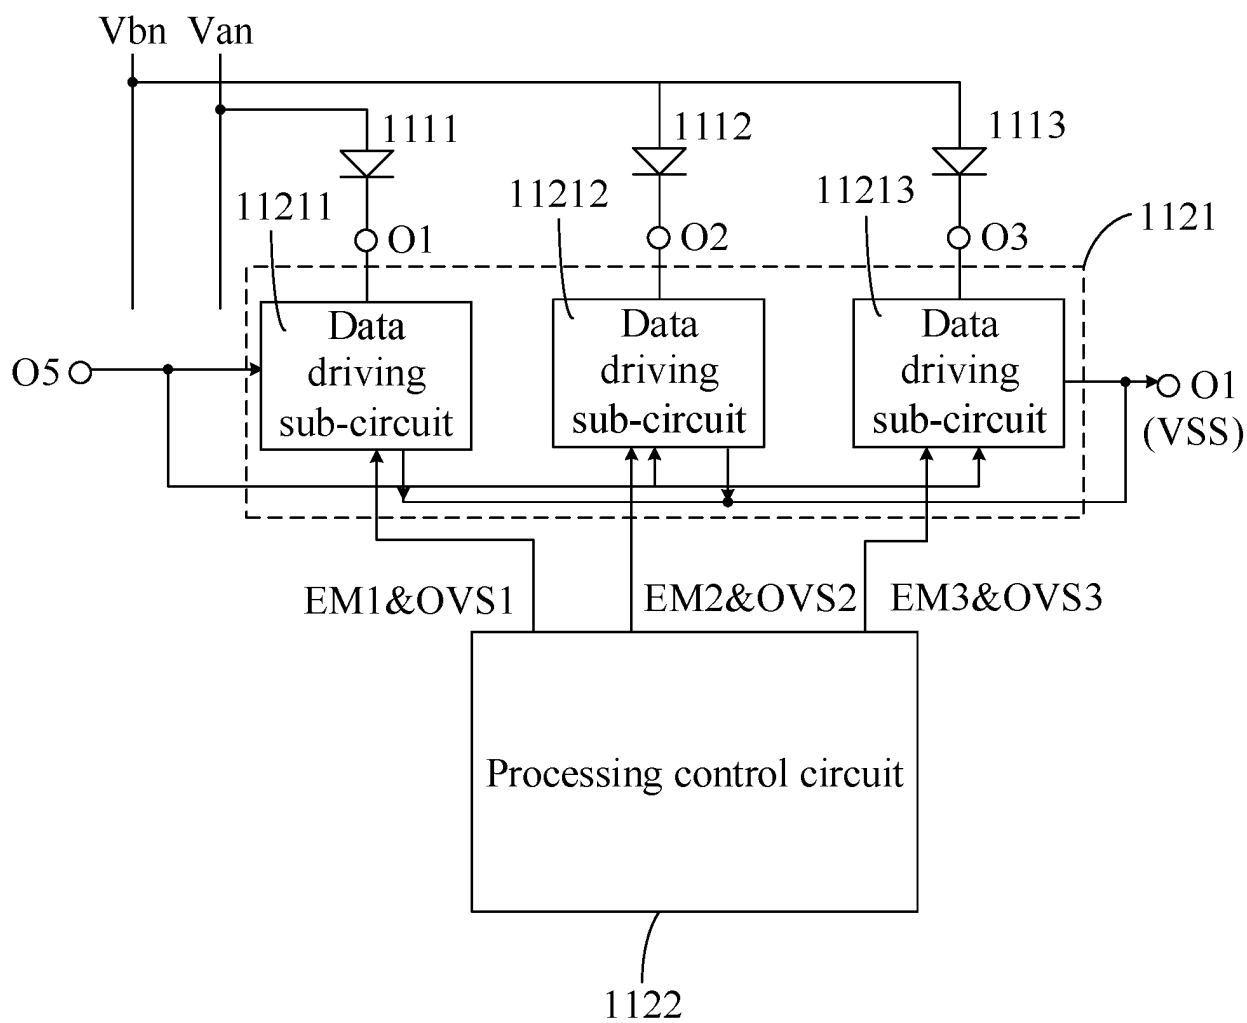 Vbn Van
1111
1112
1113
11211
11212
11213
1121
O1
O2
O3
Data
driving
sub-circuit
Data
driving
sub-circuit
Data
driving
sub-circuit
O5
O1
(VSS)
EM1&OVS1
EM2&OVS2
EM3&OVS3
Processing control circuit
1122